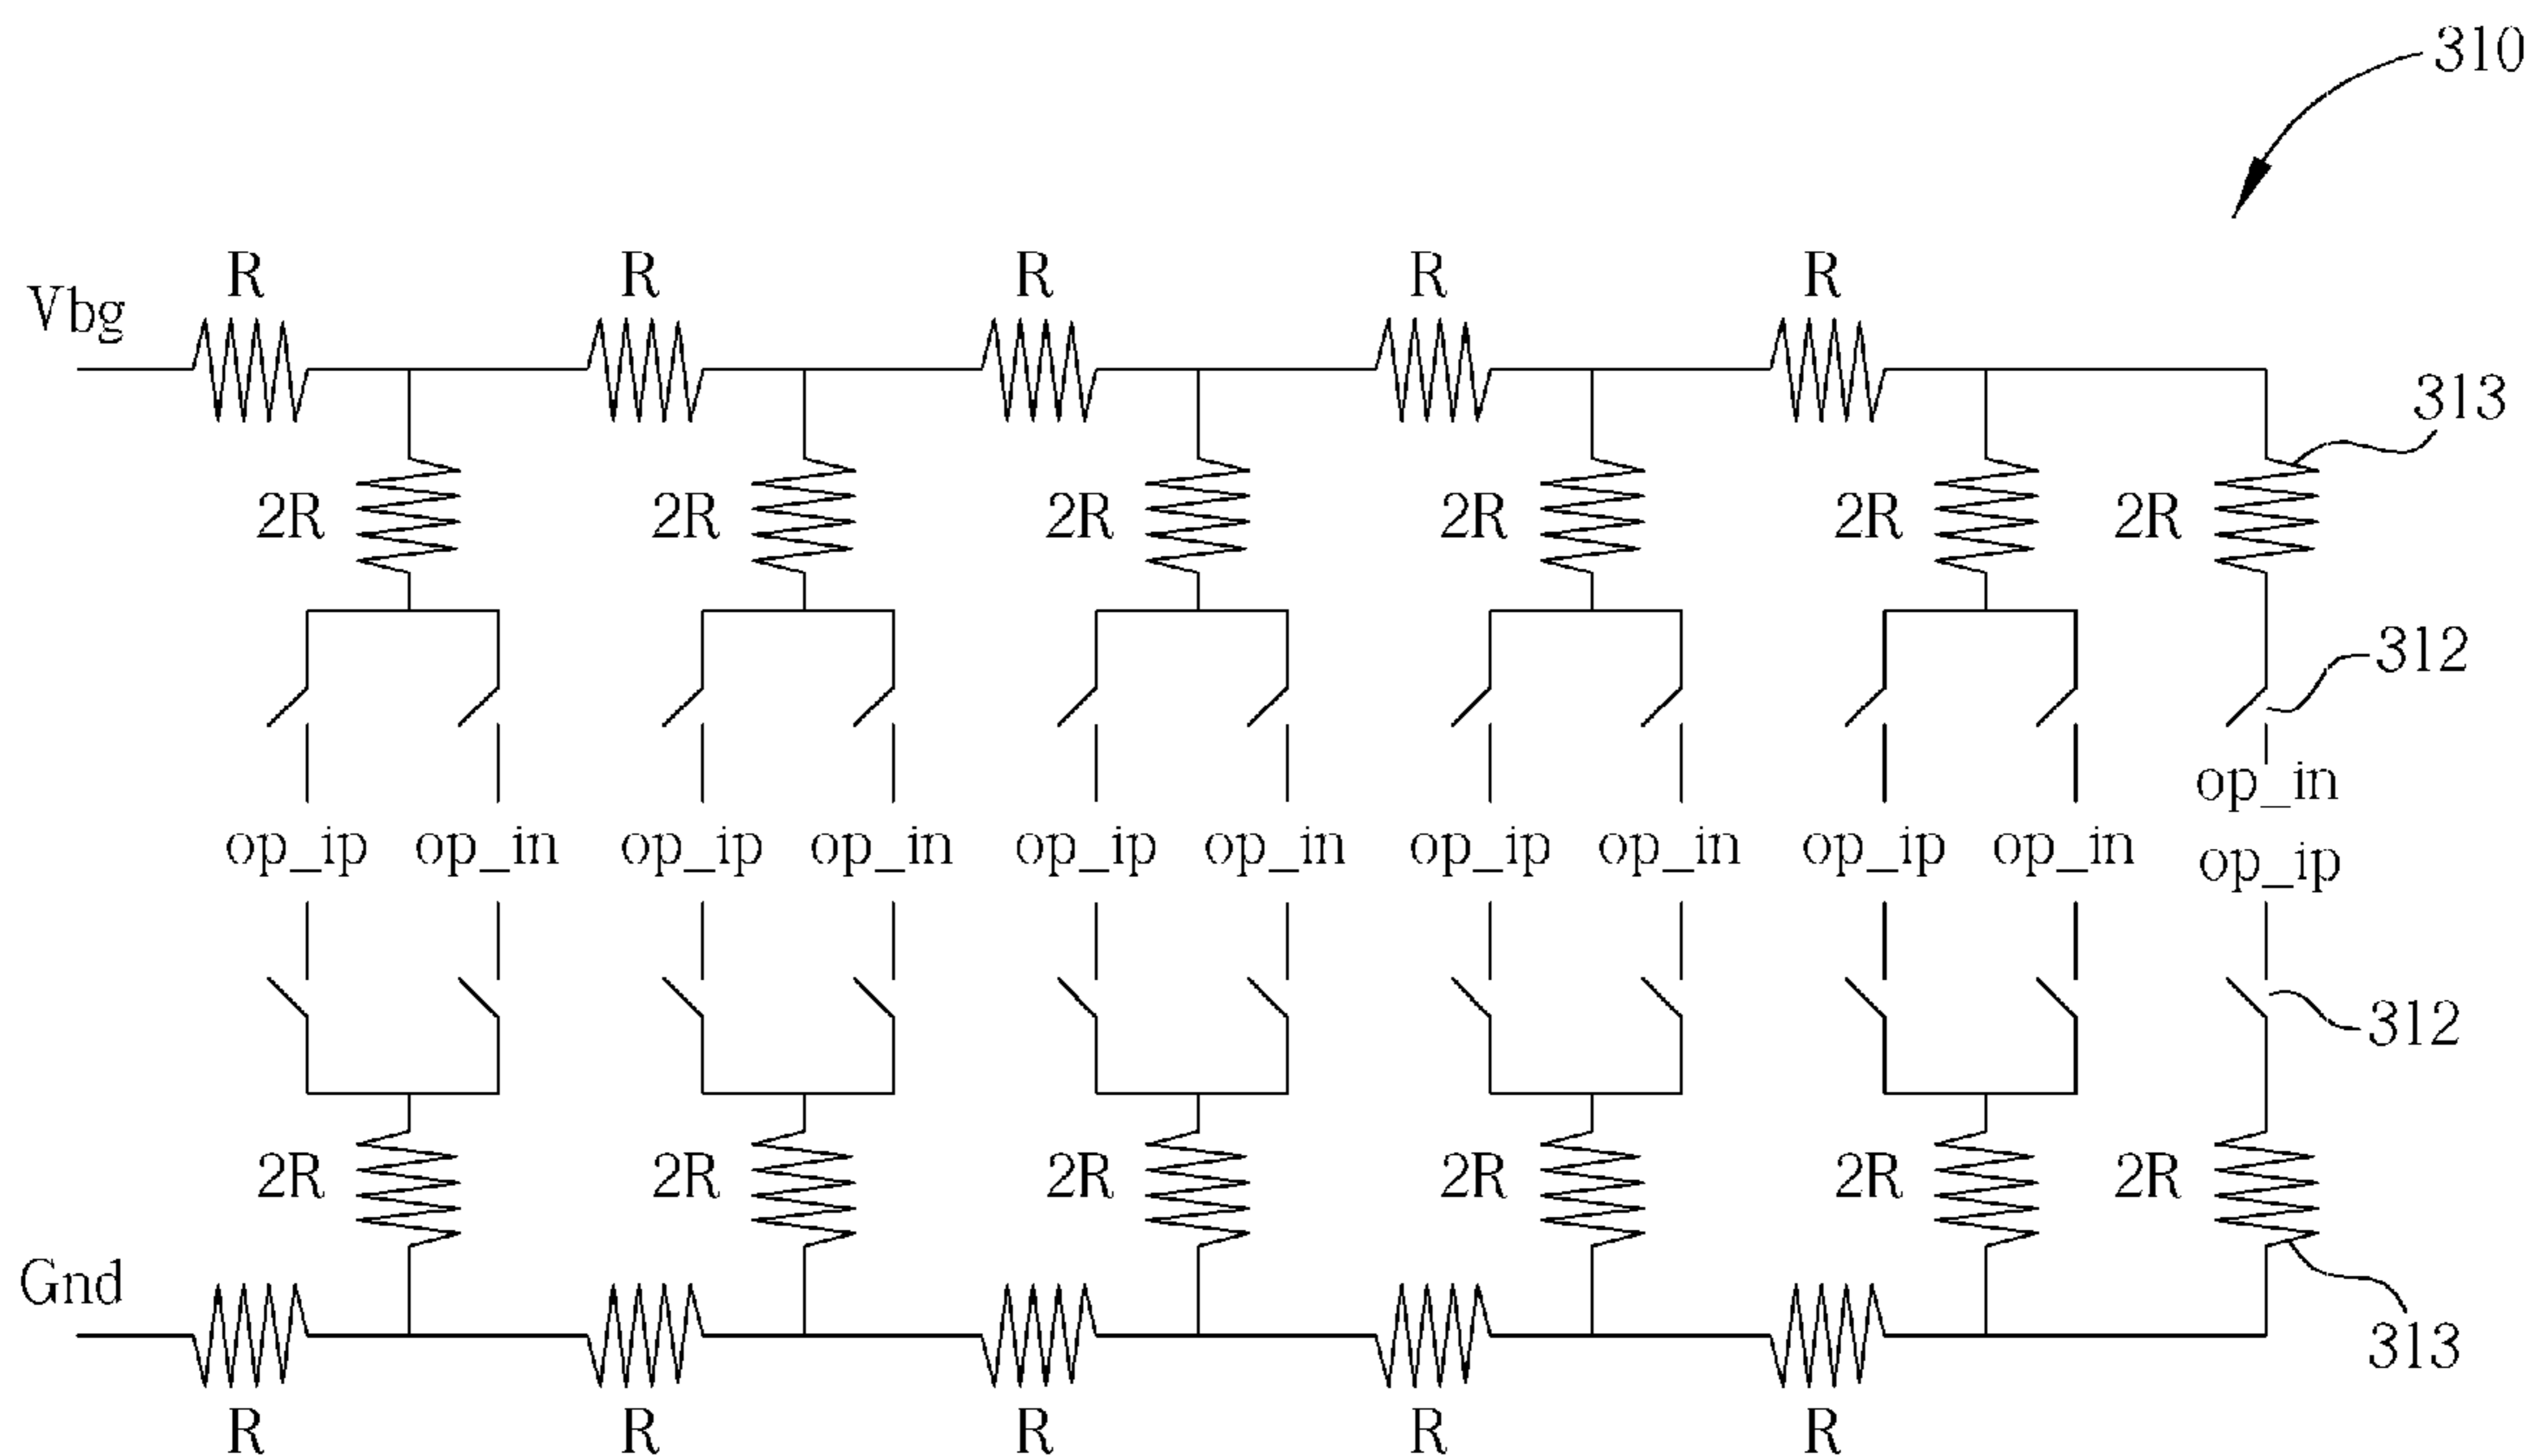 310
R R R R R
Vbg
313
2R 2R 2R 2R 2R 2R
312
op_in
op_ip op_in op_ip op_in op_ip op_in op_ip op_in op_ip op_in
op_ip
312
2R 2R 2R 2R 2R 2R
Gnd
313
R R R R R